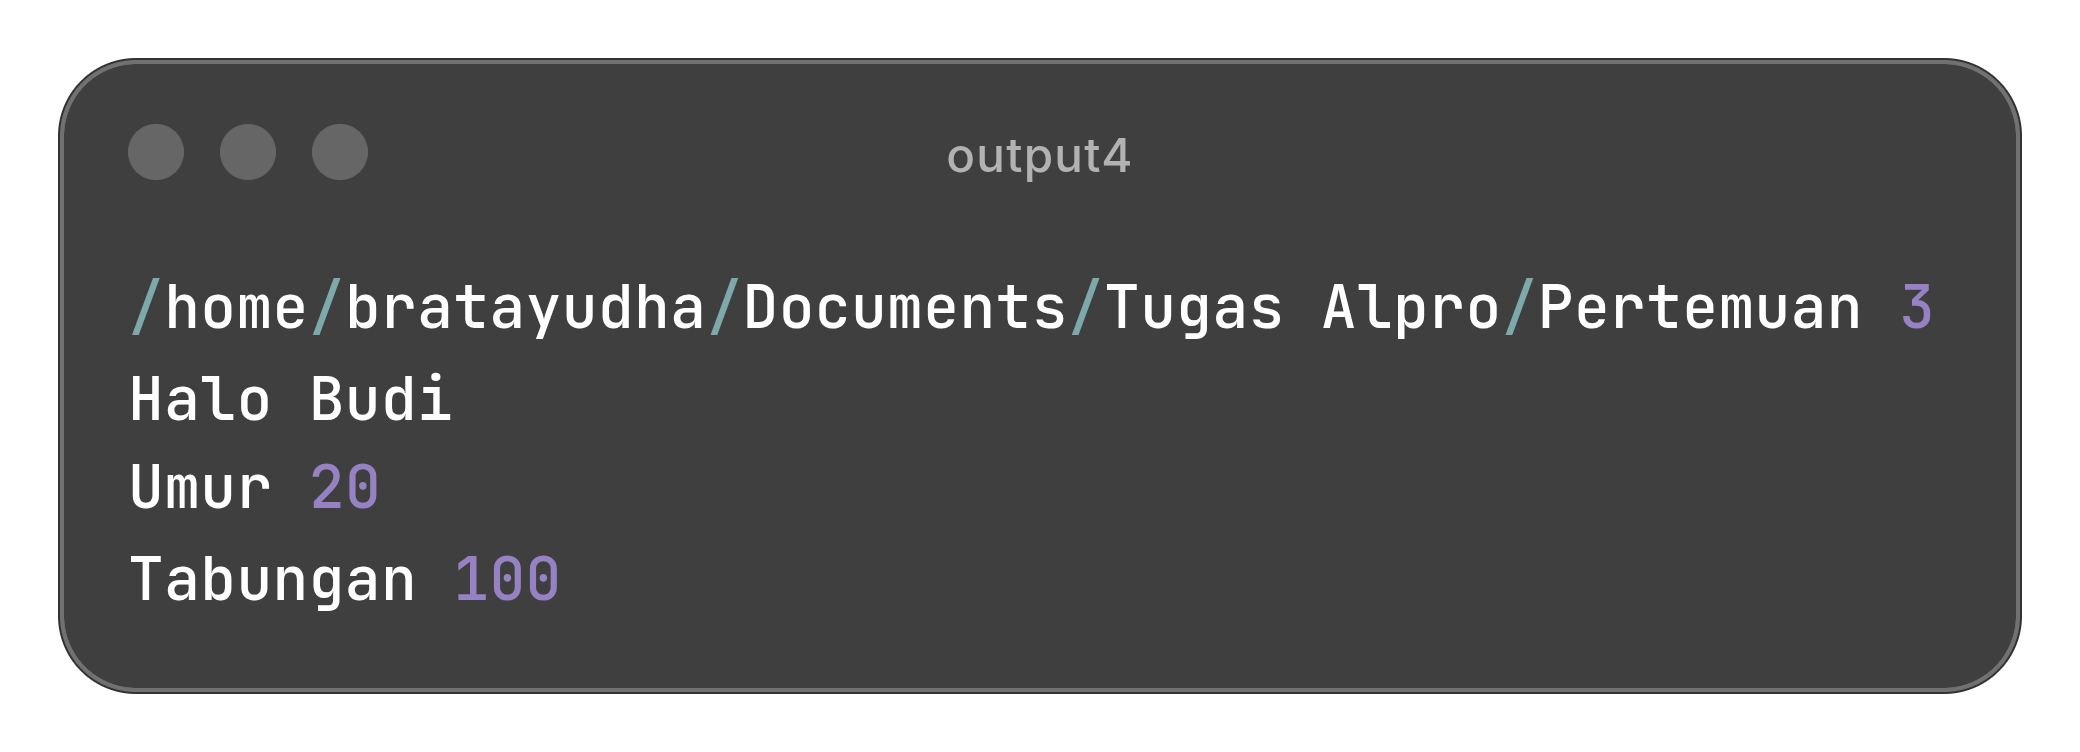 output4
/home/bratayudha/Documents/Tugas Alpro/Pertemuan 3
Halo Budi
Umur 20
Tabungan 100